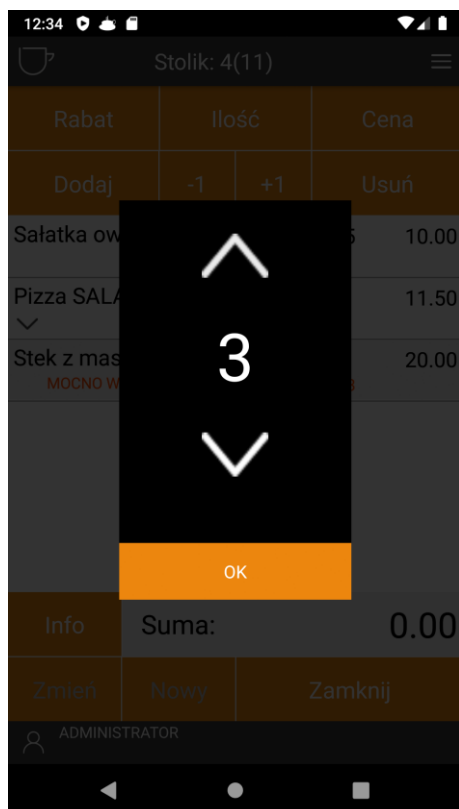 12:34
Stolik: 4(11)
Rabat Ilość Cena
Dodaj -1 +1 Usuń
Sałatka ow 10.00
Pizza SALA 11.50
Stek z mas 20.00
MOCNO W
3
OK
Info Suma: 0.00
Zmień Nowy Zamknij
ADMINISTRATOR